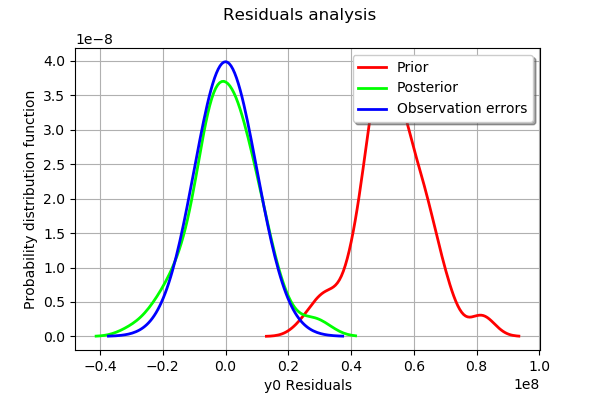 Residuals analysis
1e−8
4.0
3.5
3.0
2.5
2.0
1.5
1.0
0.5
0.0
Probability distribution function
Prior
Posterior
Observation errors
−0.4 −0.2 0.0 0.2 0.4 0.6 0.8 1.0
y0 Residuals
1e8